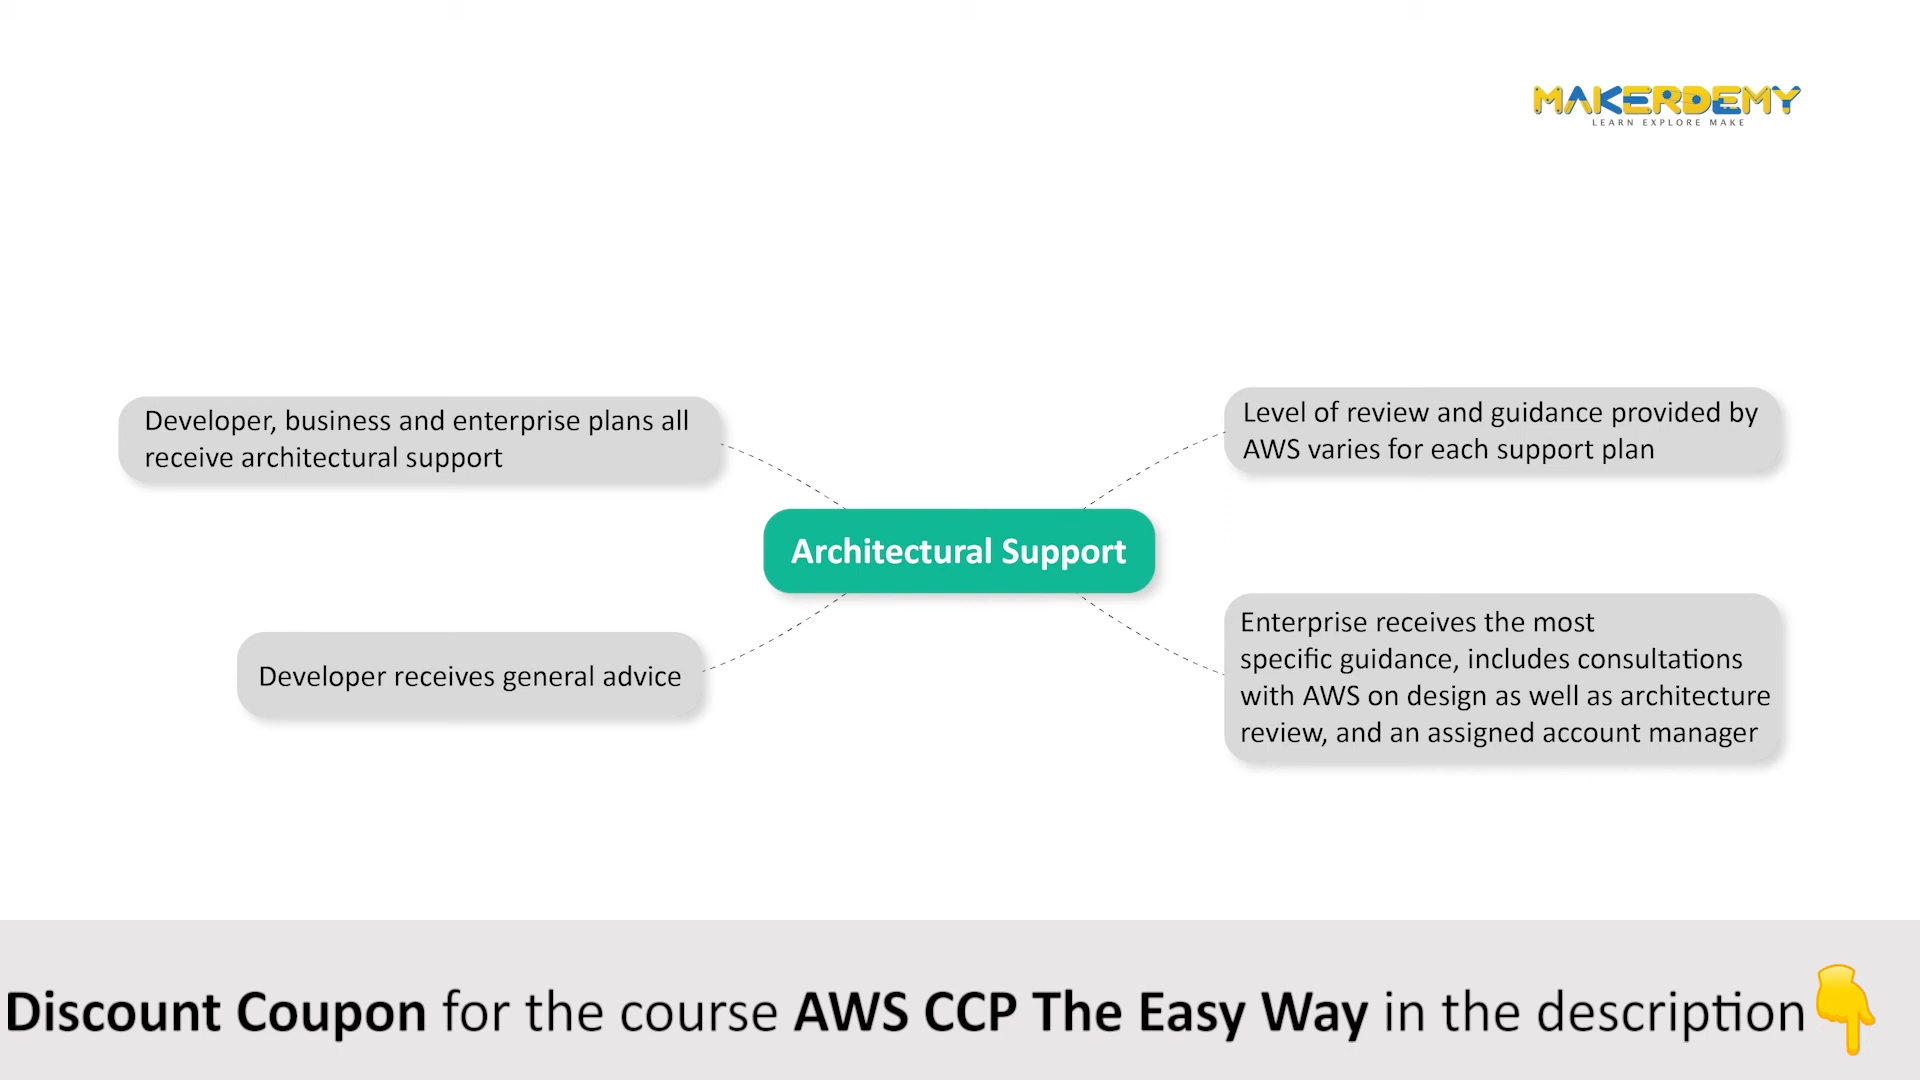 MAKERDEMY
LEARN EXPLORE MAKE
Developer, business and enterprise plans all
receive architectural support
Level of review and guidance provided by
AWS varies for each support plan
Architectural Support
Developer receives general advice
Enterprise receives the most
specific guidance, includes consultations
with AWS on design as well as architecture
review, and an assigned account manager
Discount Coupon for the course AWS CCP The Easy Way in the description